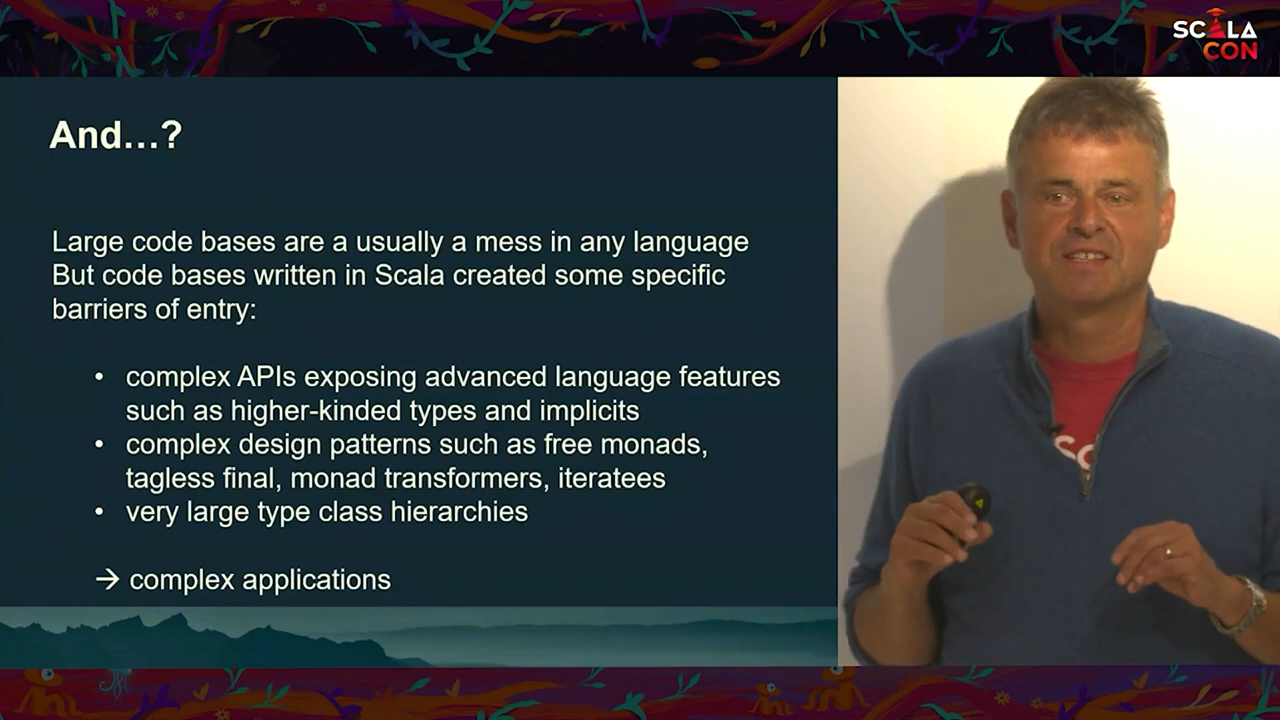 SCALA
CON
And…?
Large code bases are a usually a mess in any language
But code bases written in Scala created some specific
barriers of entry:
• complex APIs exposing advanced language features
such as higher-kinded types and implicits
• complex design patterns such as free monads,
tagless final, monad transformers, iteratees
• very large type class hierarchies
→ complex applications
Sc